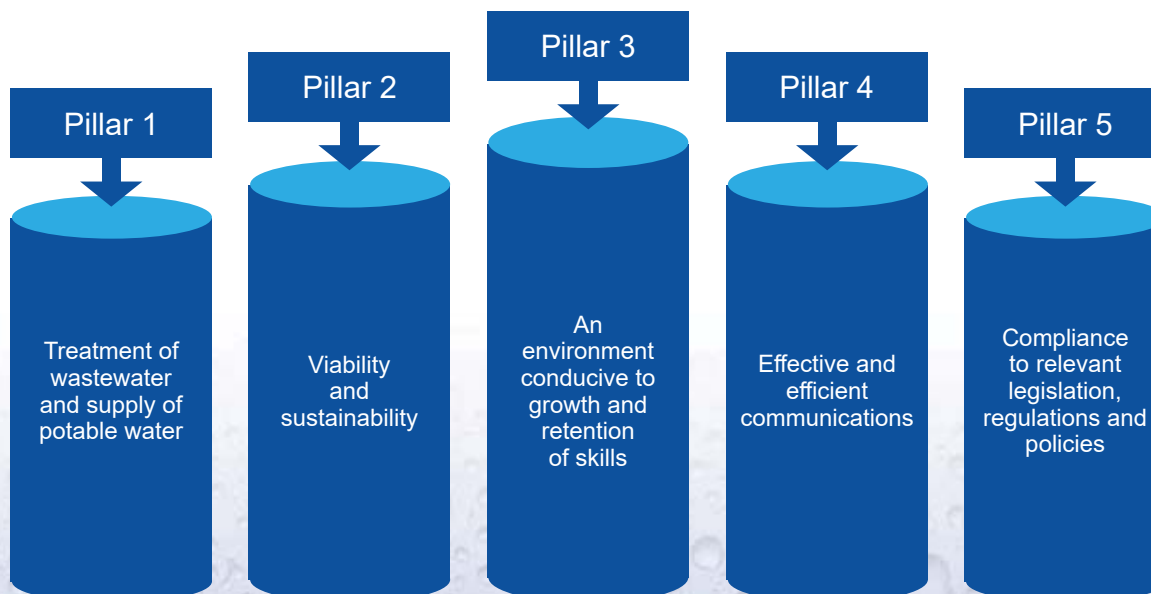 Pillar 1
Treatment of
wastewater
and supply of
potable water
Pillar 2
Viability
and
sustainability
Pillar 3
An
environment
conducive to
growth and
retention
of skills
Pillar 4
Effective and
efficient
communications
Pillar 5
Compliance
to relevant
legislation,
regulations and
policies